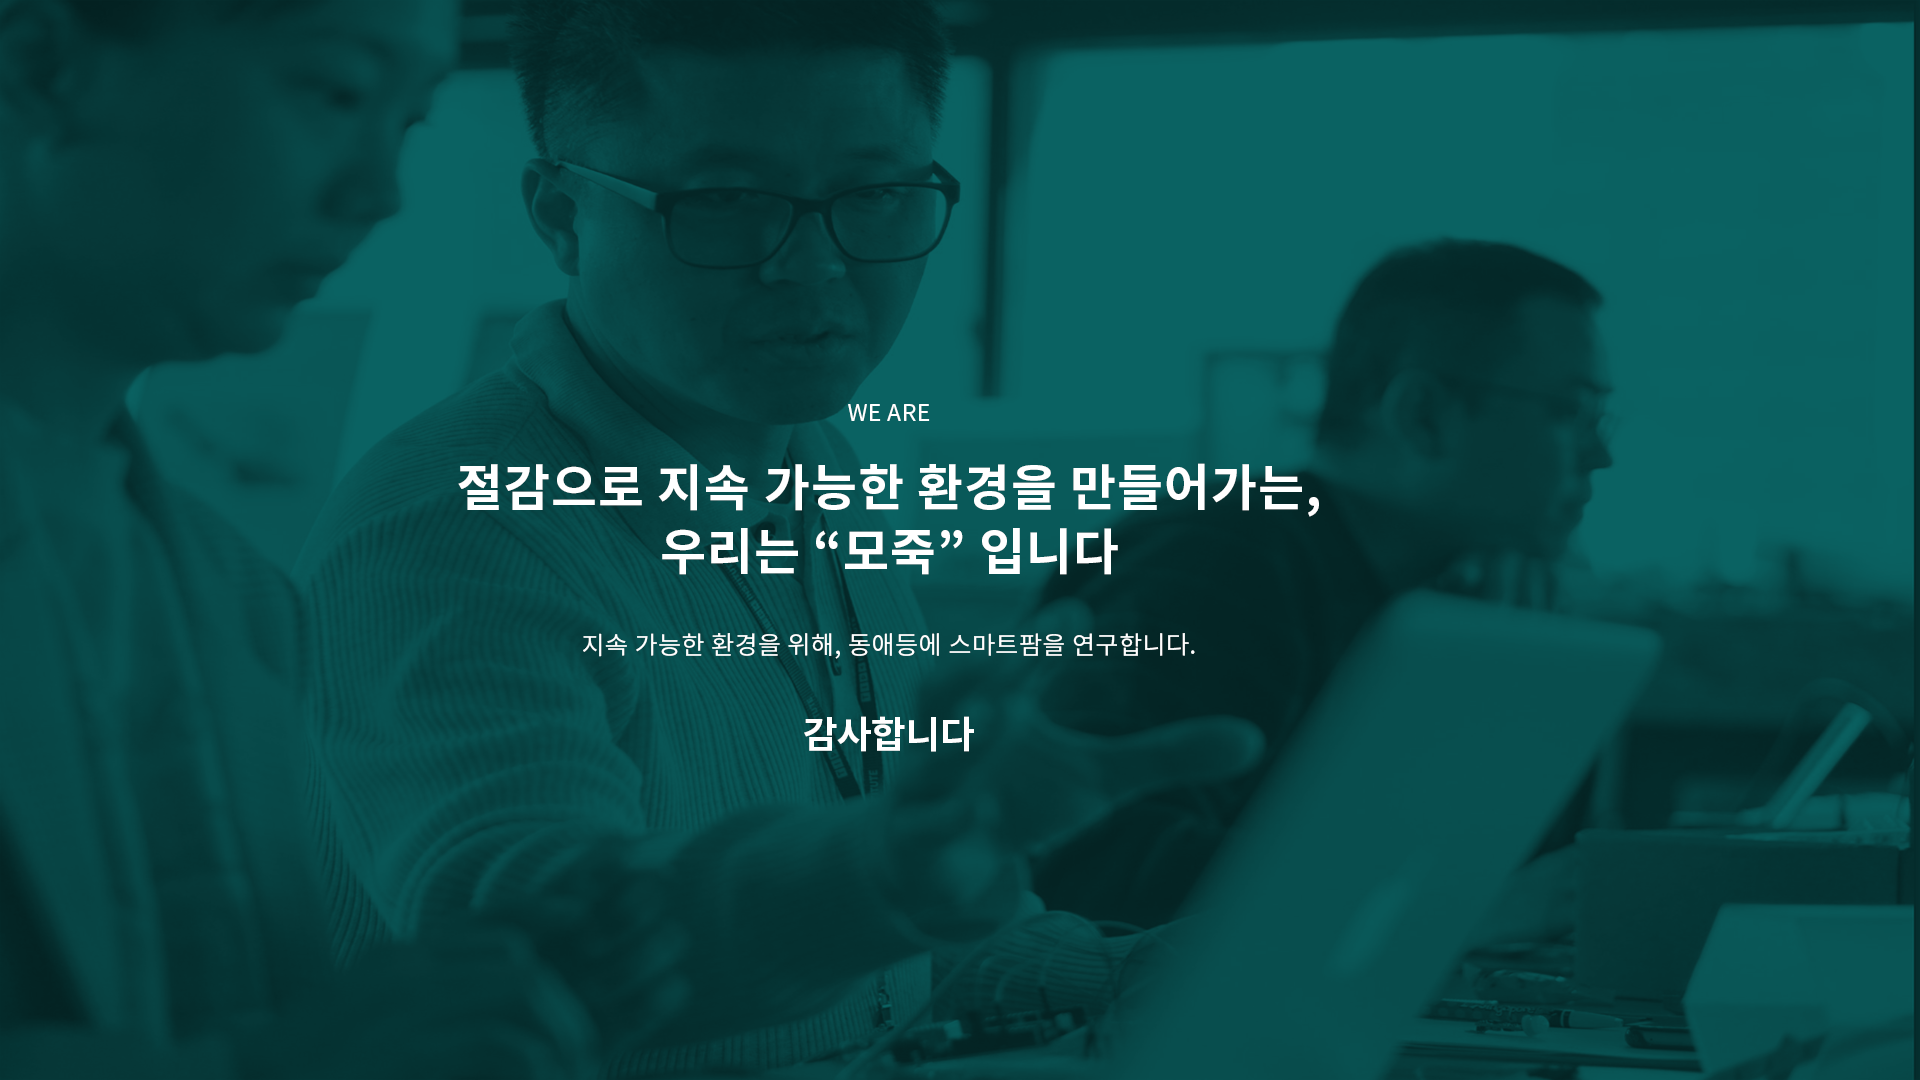 WE ARE
절감으로 지속 가능한 환경을 만들어가는,
우리는 “모죽” 입니다
지속 가능한 환경을 위해, 동애등에 스마트팜을 연구합니다.
감사합니다